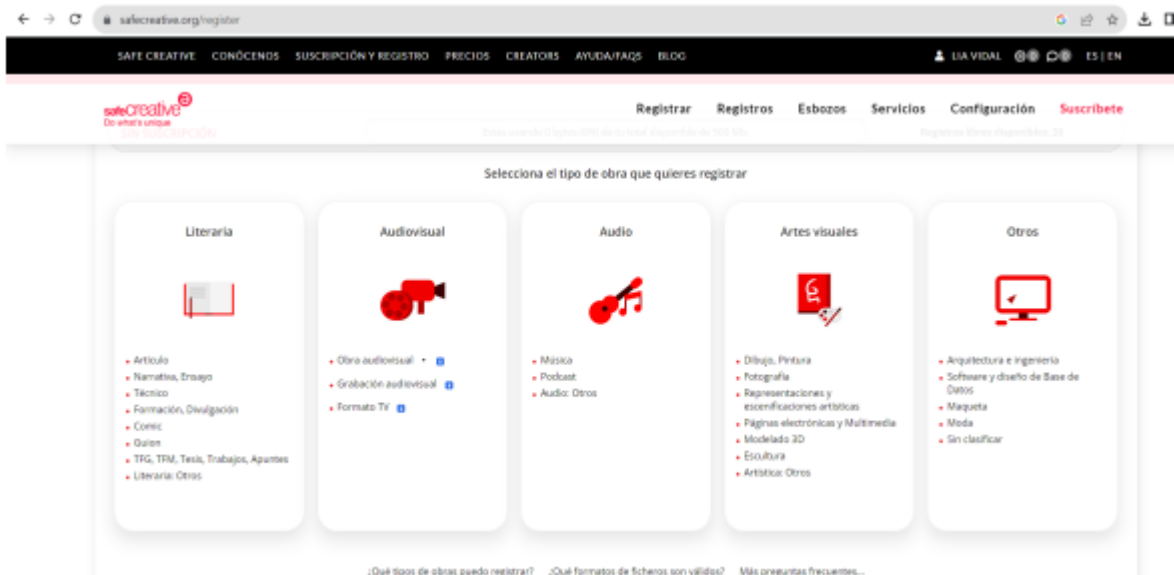 safecreative.org/register
SAFE CREATIVE CONÓCENOS SUSCRIPCIÓN Y REGISTRO PRECIOS CREATORS AYUDA/FAQS BLOG LIA VIDAL ES | EN
safe creative
Do what's unique
Registrar Registros Esbozos Servicios Configuración Suscríbete
SIN SUSCRIPCIÓN
Selecciona el tipo de obra que quieres registrar
Literaria
Artículo
Narrativa, Ensayo
Técnico
Formación, Divulgación
Comic
Guion
TFG, TFM, Tesis, Trabajos, Apuntes
Literaria: Otros
Audiovisual
Obra audiovisual
Grabación audiovisual
Formato TV
Audio
Música
Podcast
Audio: Otros
Artes visuales
Dibujo, Pintura
Fotografía
Representaciones y
escenificaciones artísticas
Páginas electrónicas y Multimedia
Modelado 3D
Escultura
Artística: Otros
Otros
Arquitectura e ingeniería
Software y diseño de Base de
Datos
Maqueta
Moda
Sin clasificar
¿Qué tipos de obras puedo registrar? ¿Qué formatos de ficheros son válidos? Más preguntas frecuentes...